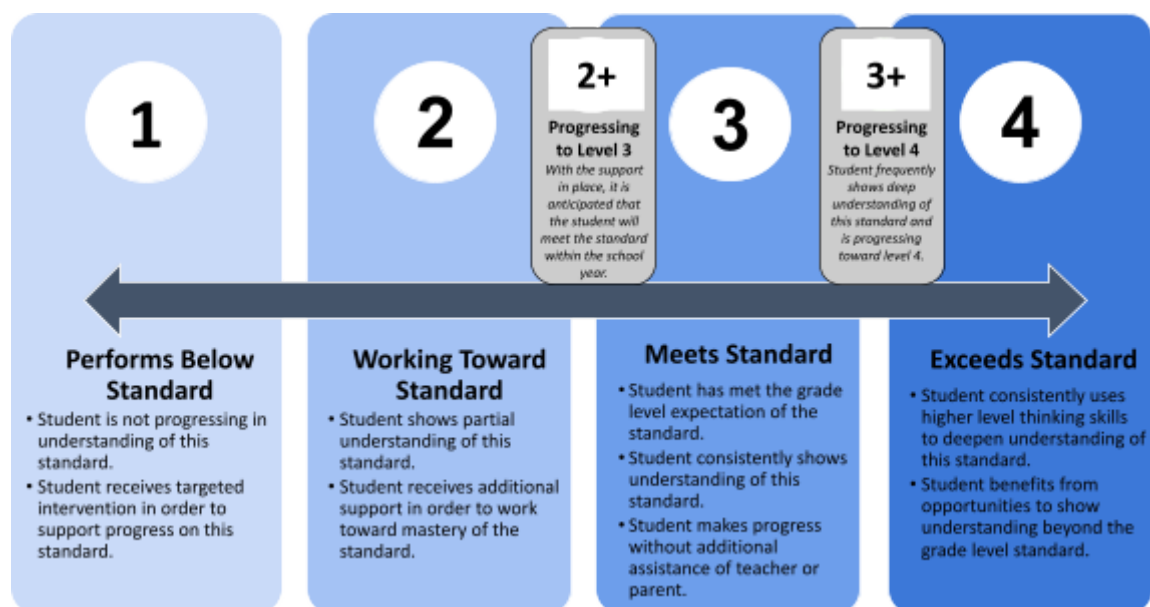 1
Performs Below
Standard
• Student is not progressing in
understanding of this
standard.
• Student receives targeted
intervention in order to
support progress on this
standard.
2
Working Toward
Standard
• Student shows partial
understanding of this
standard.
• Student receives additional
support in order to work
toward mastery of the
standard.
2+
Progressing
to Level 3
With the support
in place, it is
anticipated that
the student will
meet the standard
within the school
year.
3
Meets Standard
• Student has met the grade
level expectation of the
standard.
• Student consistently shows
understanding of this
standard.
• Student makes progress
without additional
assistance of teacher or
parent.
3+
Progressing
to Level 4
Student frequently
shows deep
understanding of
this standard and
is progressing
toward level 4.
4
Exceeds Standard
• Student consistently uses
higher level thinking skills
to deepen understanding of
this standard.
• Student benefits from
opportunities to show
understanding beyond the
grade level standard.